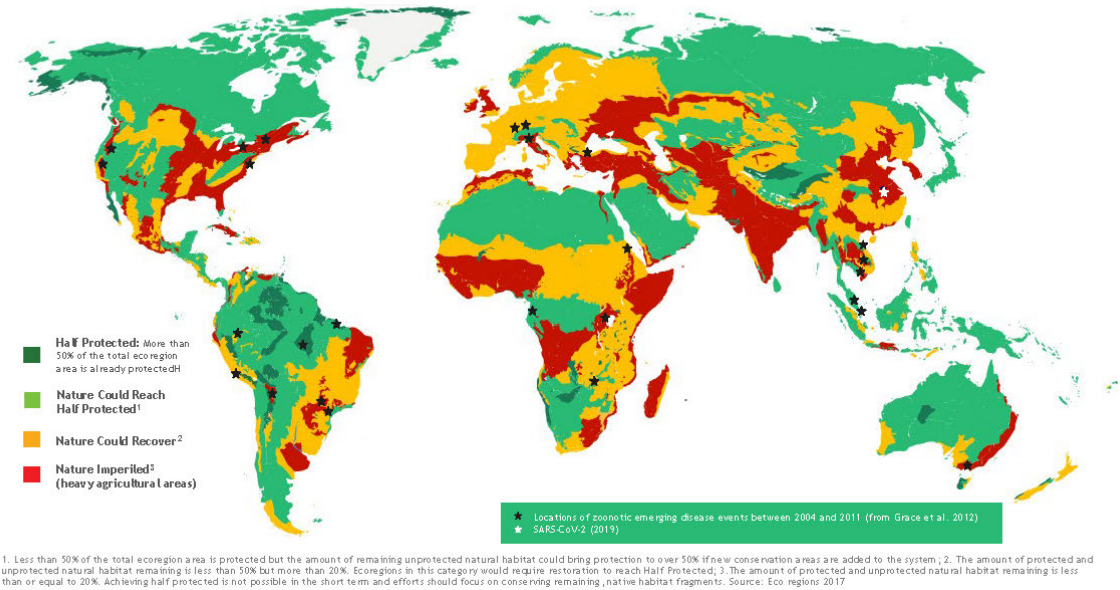 Half Protected: More than
50% of the total ecoregion
area is already protectedH
Nature Could Reach
Half Protected1
Nature Could Recover2
Nature Imperiled3
(heavy agricultural areas)
Locations of zoonotic emerging disease events between 2004 and 2011 (from Grace et al. 2012)
SARS-CoV-2 (2019)
1. Less than 50% of the total ecoregion area is protected but the amount of remaining unprotected natural habitat could bring protection to over 50% if new conservation areas are added to the system ; 2. The amount of protected and
unprotected natural habitat remaining is less than 50% but more than 20%. Ecoregions in this category would require restoration to reach Half Protected; 3.The amount of protected and unprotected natural habitat remaining is less
than or equal to 20%. Achieving half protected is not possible in the short term and efforts should focus on conserving remaining , native habitat fragments. Source: Eco regions 2017